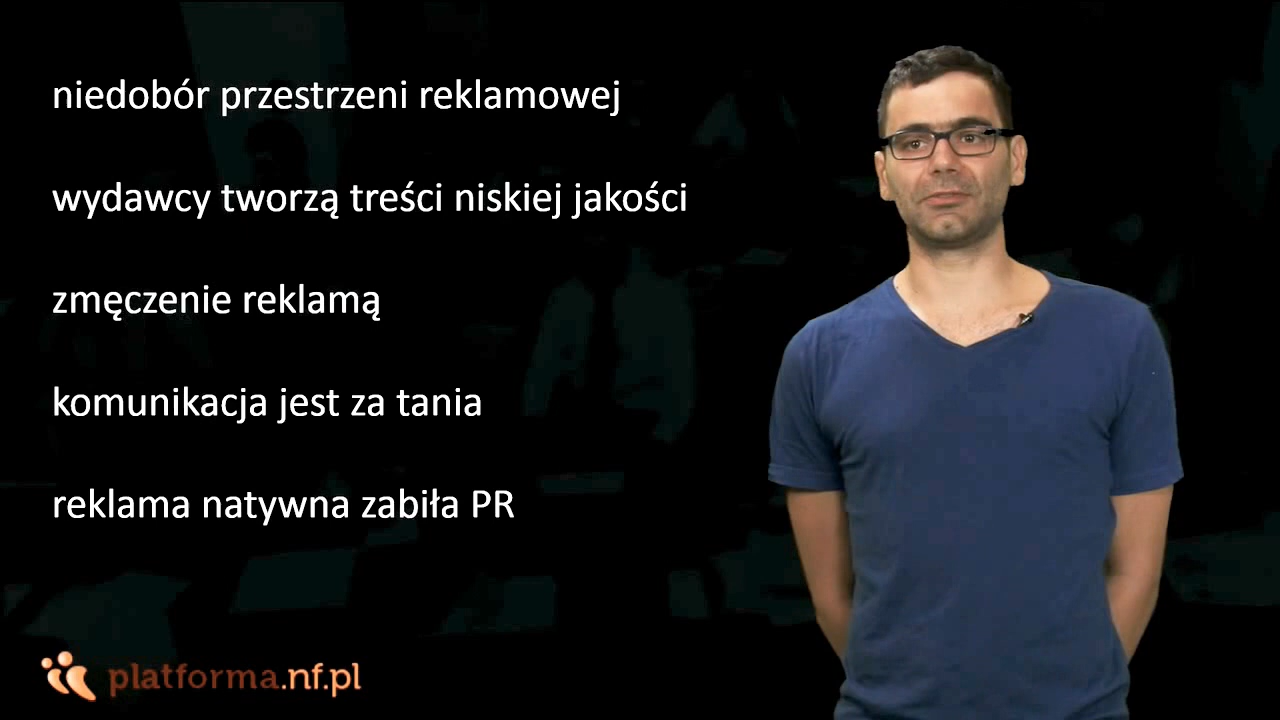 niedobór przestrzeni reklamowej
wydawcy tworzą treści niskiej jakości
zmęczenie reklamą
komunikacja jest za tania
reklama natywna zabiła PR
platforma.nf.pl